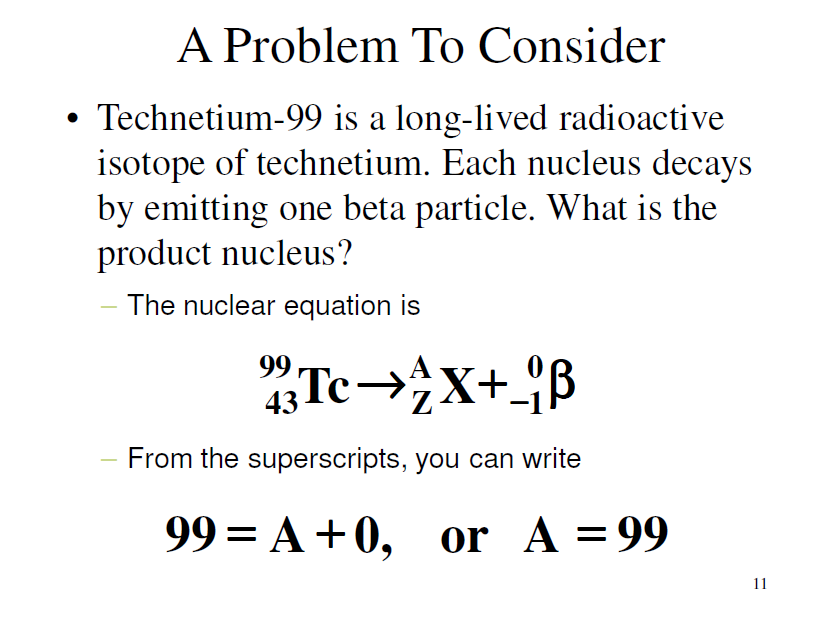 A Problem To Consider
• Technetium-99 is a long-lived radioactive
isotope of technetium. Each nucleus decays
by emitting one beta particle. What is the
product nucleus?
– The nuclear equation is
⁹⁹₄₃Tc → ᴬ_Z X + ⁰₋₁β
– From the superscripts, you can write
99 = A + 0, or A = 99
11